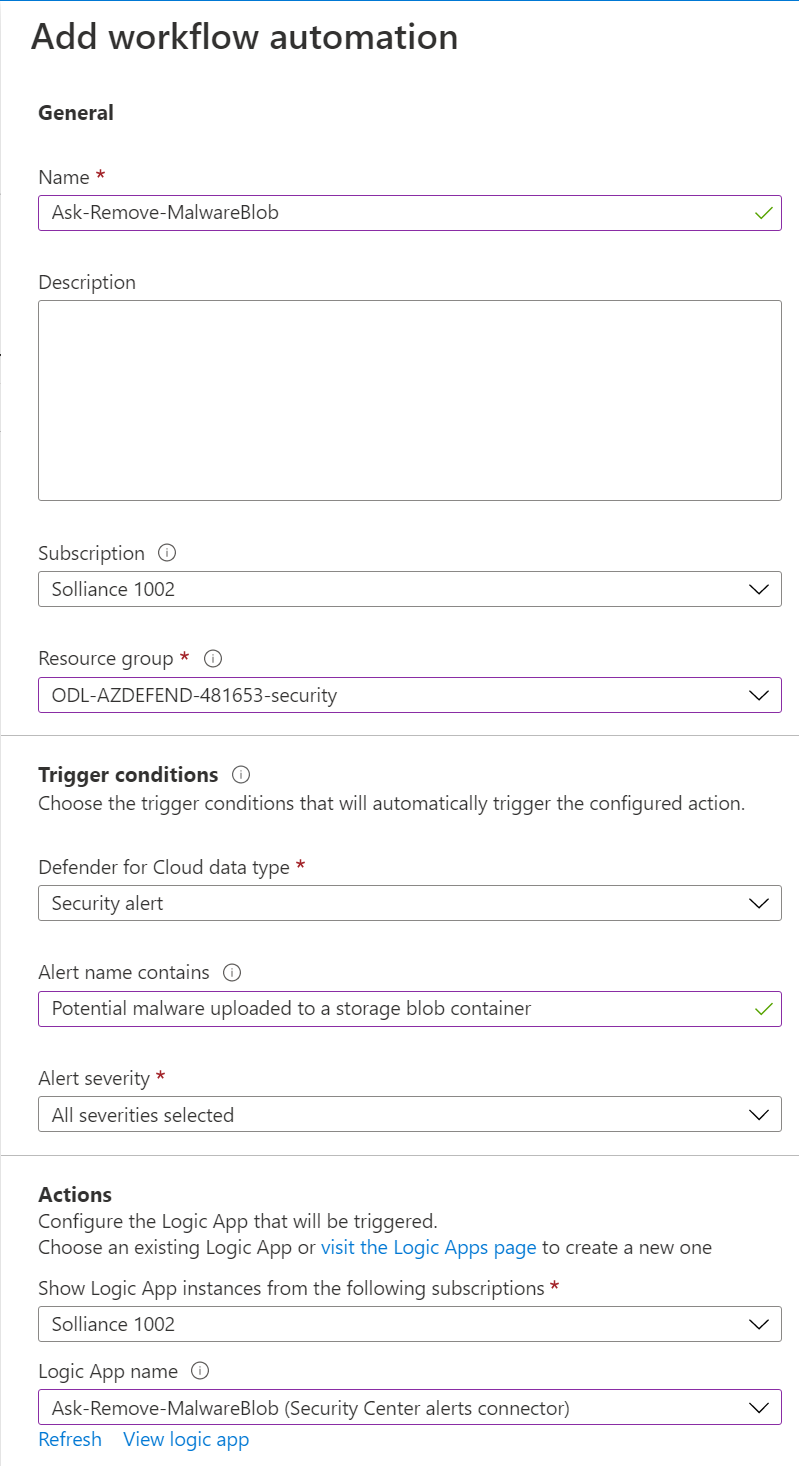 Add workflow automation
General
Name *
Ask-Remove-MalwareBlob
Description
Subscription
Solliance 1002
Resource group *
ODL-AZDEFEND-481653-security
Trigger conditions
Choose the trigger conditions that will automatically trigger the configured action.
Defender for Cloud data type *
Security alert
Alert name contains
Potential malware uploaded to a storage blob container
Alert severity *
All severities selected
Actions
Configure the Logic App that will be triggered.
Choose an existing Logic App or visit the Logic Apps page to create a new one
Show Logic App instances from the following subscriptions *
Solliance 1002
Logic App name
Ask-Remove-MalwareBlob (Security Center alerts connector)
Refresh View logic app